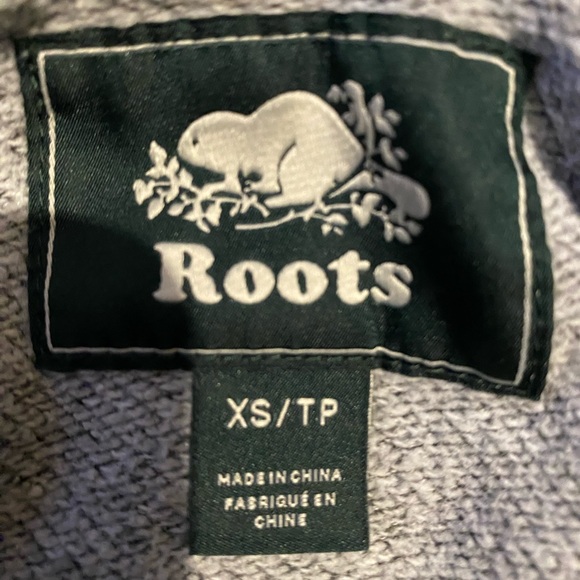 Roots
XS/TP
MADE IN CHINA
FABRIQUÉ EN
CHINE